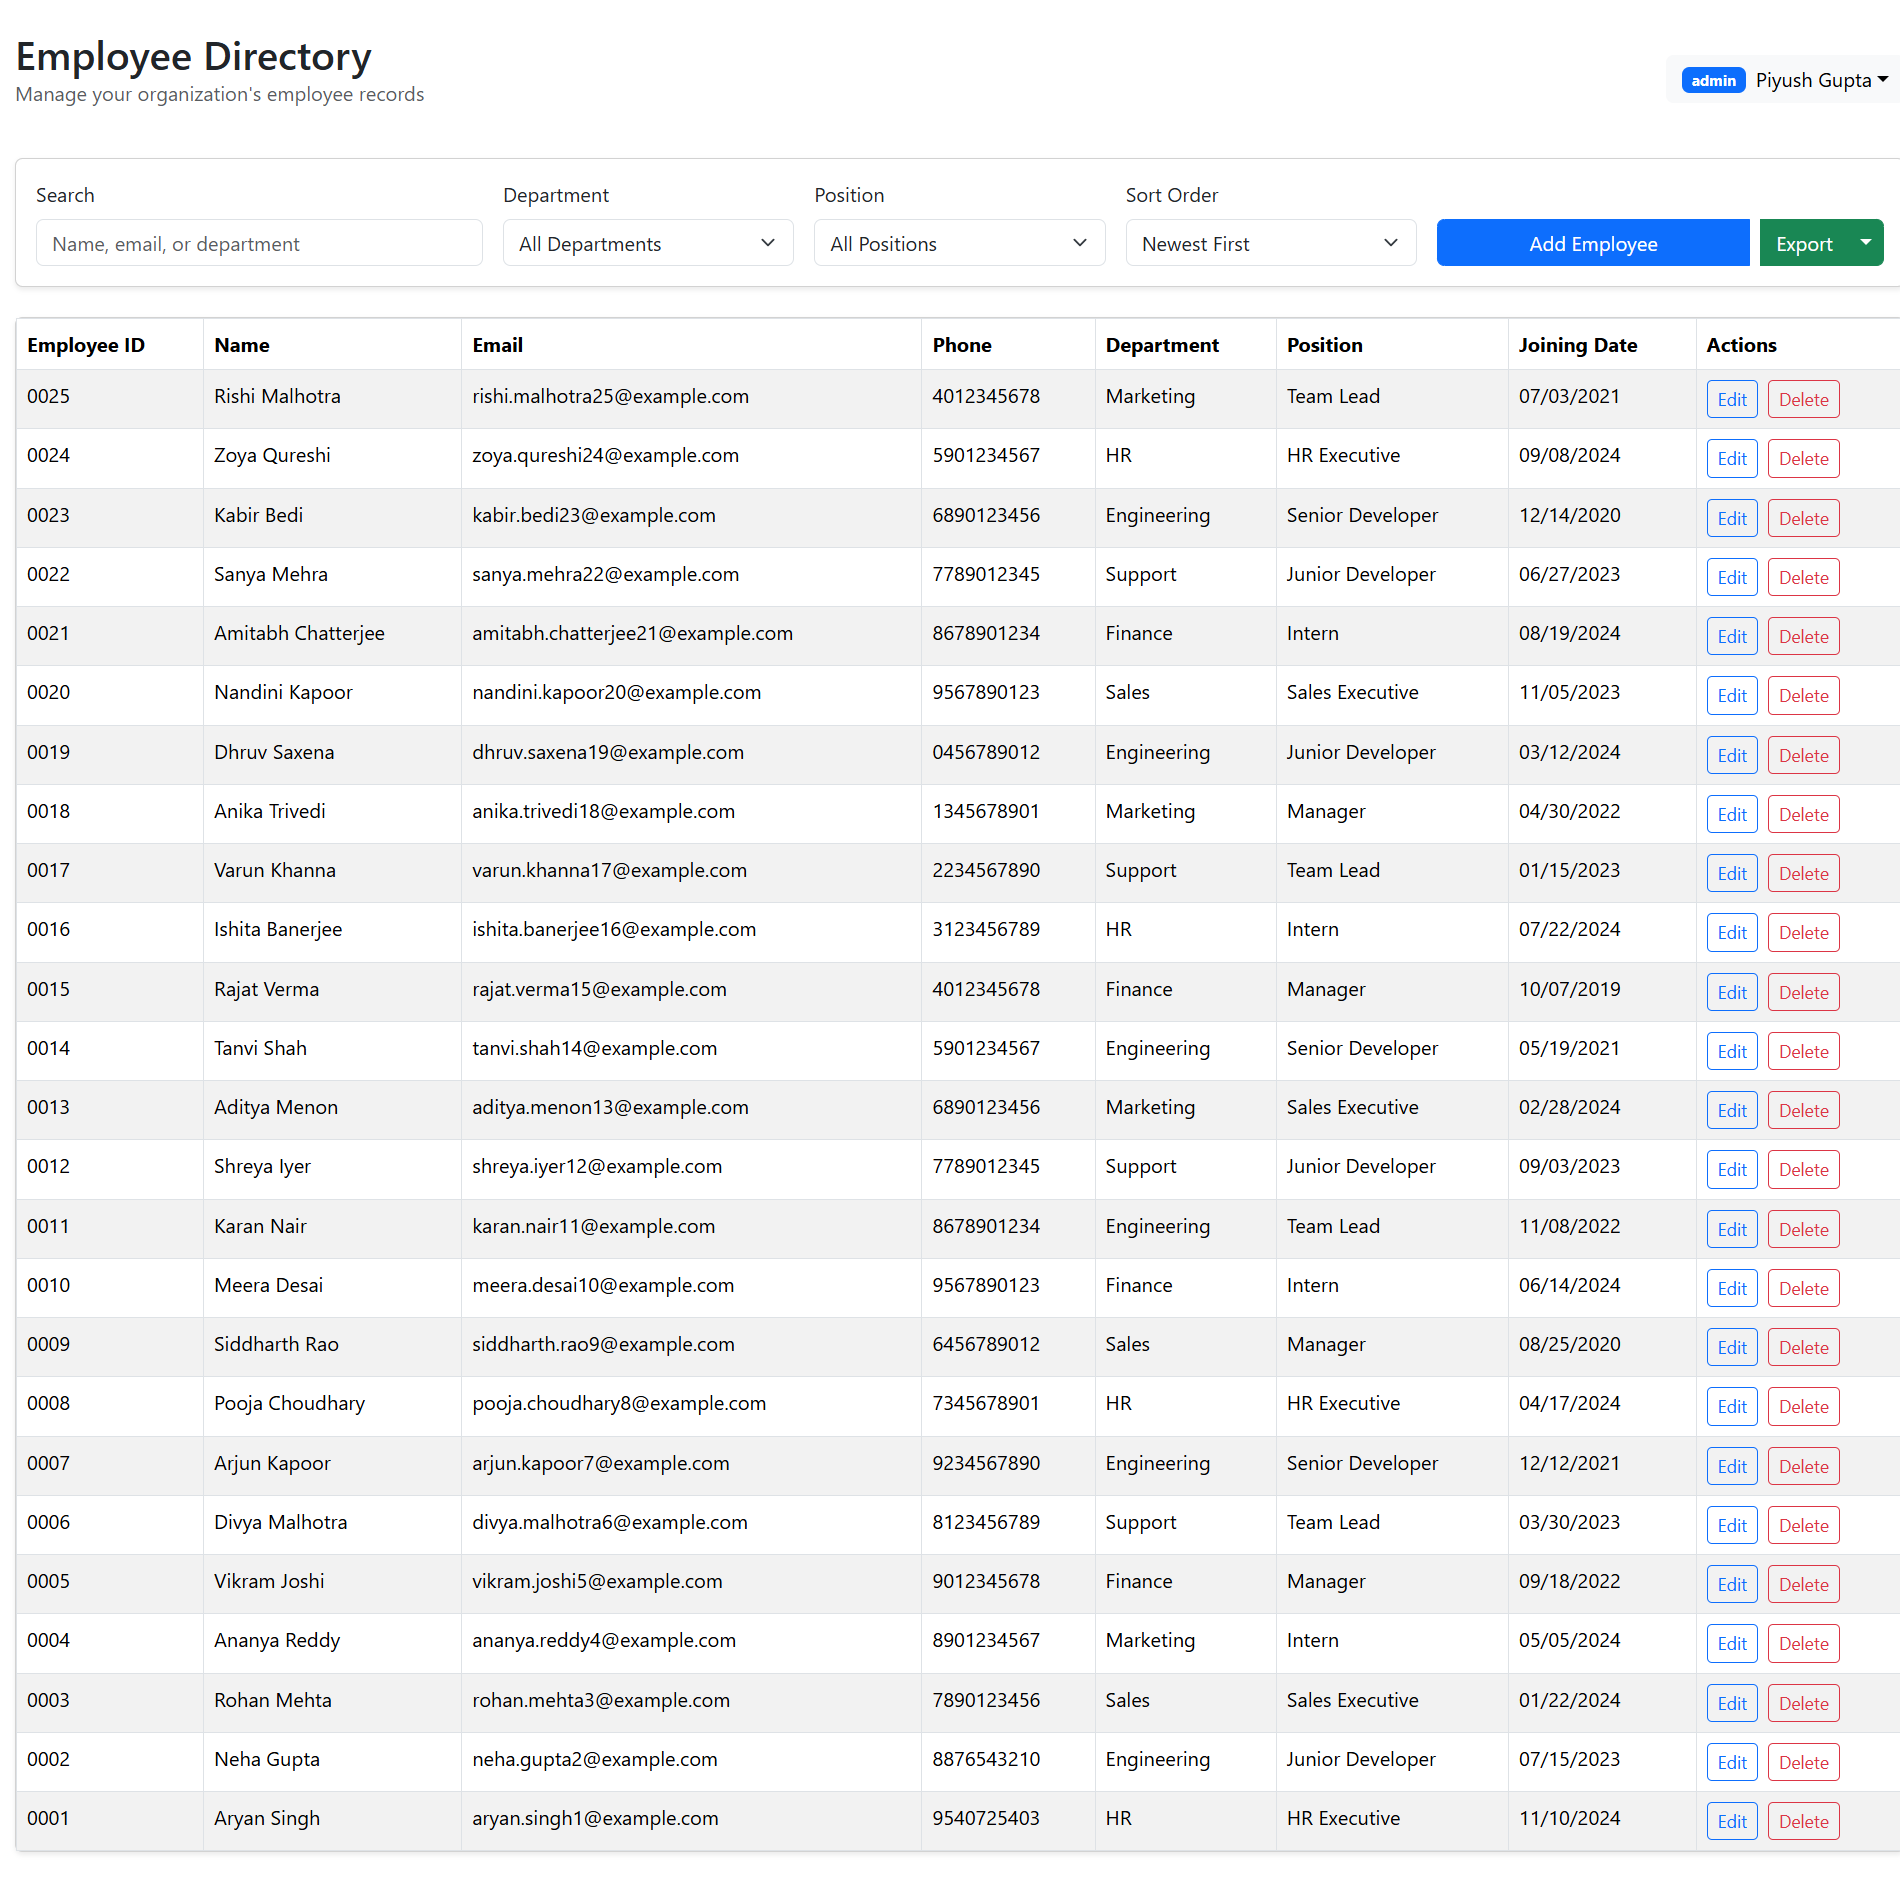 Employee Directory
Manage your organization's employee records
admin Piyush Gupta
Search Department Position Sort Order
Name, email, or department All Departments All Positions Newest First Add Employee Export
Employee ID Name Email Phone Department Position Joining Date Actions
0025 Rishi Malhotra rishi.malhotra25@example.com 4012345678 Marketing Team Lead 07/03/2021 Edit Delete
0024 Zoya Qureshi zoya.qureshi24@example.com 5901234567 HR HR Executive 09/08/2024 Edit Delete
0023 Kabir Bedi kabir.bedi23@example.com 6890123456 Engineering Senior Developer 12/14/2020 Edit Delete
0022 Sanya Mehra sanya.mehra22@example.com 7789012345 Support Junior Developer 06/27/2023 Edit Delete
0021 Amitabh Chatterjee amitabh.chatterjee21@example.com 8678901234 Finance Intern 08/19/2024 Edit Delete
0020 Nandini Kapoor nandini.kapoor20@example.com 9567890123 Sales Sales Executive 11/05/2023 Edit Delete
0019 Dhruv Saxena dhruv.saxena19@example.com 0456789012 Engineering Junior Developer 03/12/2024 Edit Delete
0018 Anika Trivedi anika.trivedi18@example.com 1345678901 Marketing Manager 04/30/2022 Edit Delete
0017 Varun Khanna varun.khanna17@example.com 2234567890 Support Team Lead 01/15/2023 Edit Delete
0016 Ishita Banerjee ishita.banerjee16@example.com 3123456789 HR Intern 07/22/2024 Edit Delete
0015 Rajat Verma rajat.verma15@example.com 4012345678 Finance Manager 10/07/2019 Edit Delete
0014 Tanvi Shah tanvi.shah14@example.com 5901234567 Engineering Senior Developer 05/19/2021 Edit Delete
0013 Aditya Menon aditya.menon13@example.com 6890123456 Marketing Sales Executive 02/28/2024 Edit Delete
0012 Shreya Iyer shreya.iyer12@example.com 7789012345 Support Junior Developer 09/03/2023 Edit Delete
0011 Karan Nair karan.nair11@example.com 8678901234 Engineering Team Lead 11/08/2022 Edit Delete
0010 Meera Desai meera.desai10@example.com 9567890123 Finance Intern 06/14/2024 Edit Delete
0009 Siddharth Rao siddharth.rao9@example.com 6456789012 Sales Manager 08/25/2020 Edit Delete
0008 Pooja Choudhary pooja.choudhary8@example.com 7345678901 HR HR Executive 04/17/2024 Edit Delete
0007 Arjun Kapoor arjun.kapoor7@example.com 9234567890 Engineering Senior Developer 12/12/2021 Edit Delete
0006 Divya Malhotra divya.malhotra6@example.com 8123456789 Support Team Lead 03/30/2023 Edit Delete
0005 Vikram Joshi vikram.joshi5@example.com 9012345678 Finance Manager 09/18/2022 Edit Delete
0004 Ananya Reddy ananya.reddy4@example.com 8901234567 Marketing Intern 05/05/2024 Edit Delete
0003 Rohan Mehta rohan.mehta3@example.com 7890123456 Sales Sales Executive 01/22/2024 Edit Delete
0002 Neha Gupta neha.gupta2@example.com 8876543210 Engineering Junior Developer 07/15/2023 Edit Delete
0001 Aryan Singh aryan.singh1@example.com 9540725403 HR HR Executive 11/10/2024 Edit Delete